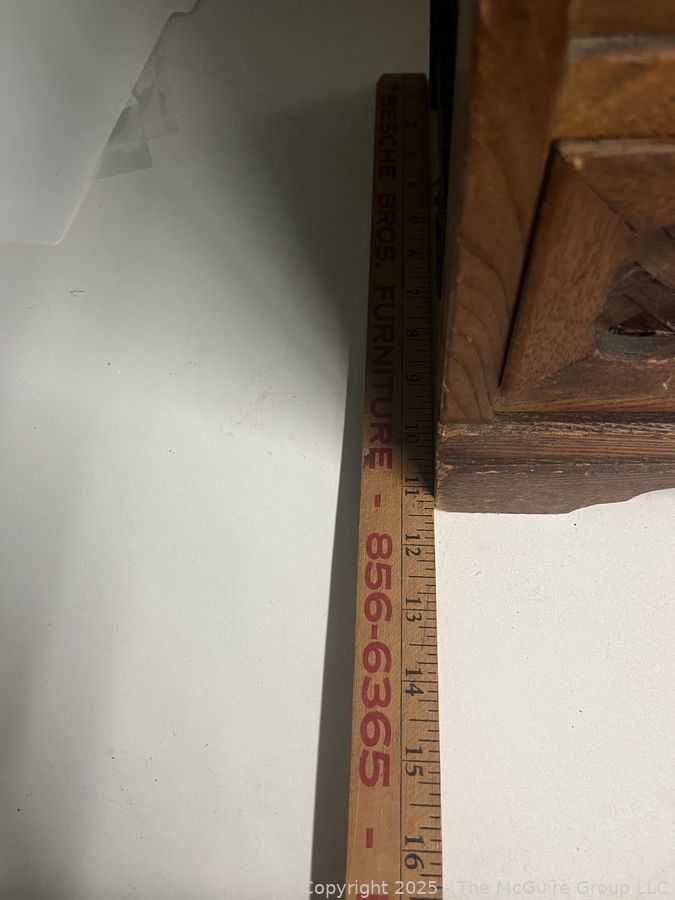 BESCHE BROS. FURNITURE - 856-6365 -
1 2 3 4 5 6 7 8 9 10 11 12 13 14 15 16
Copyright 2025 - The McGuire Group LLC